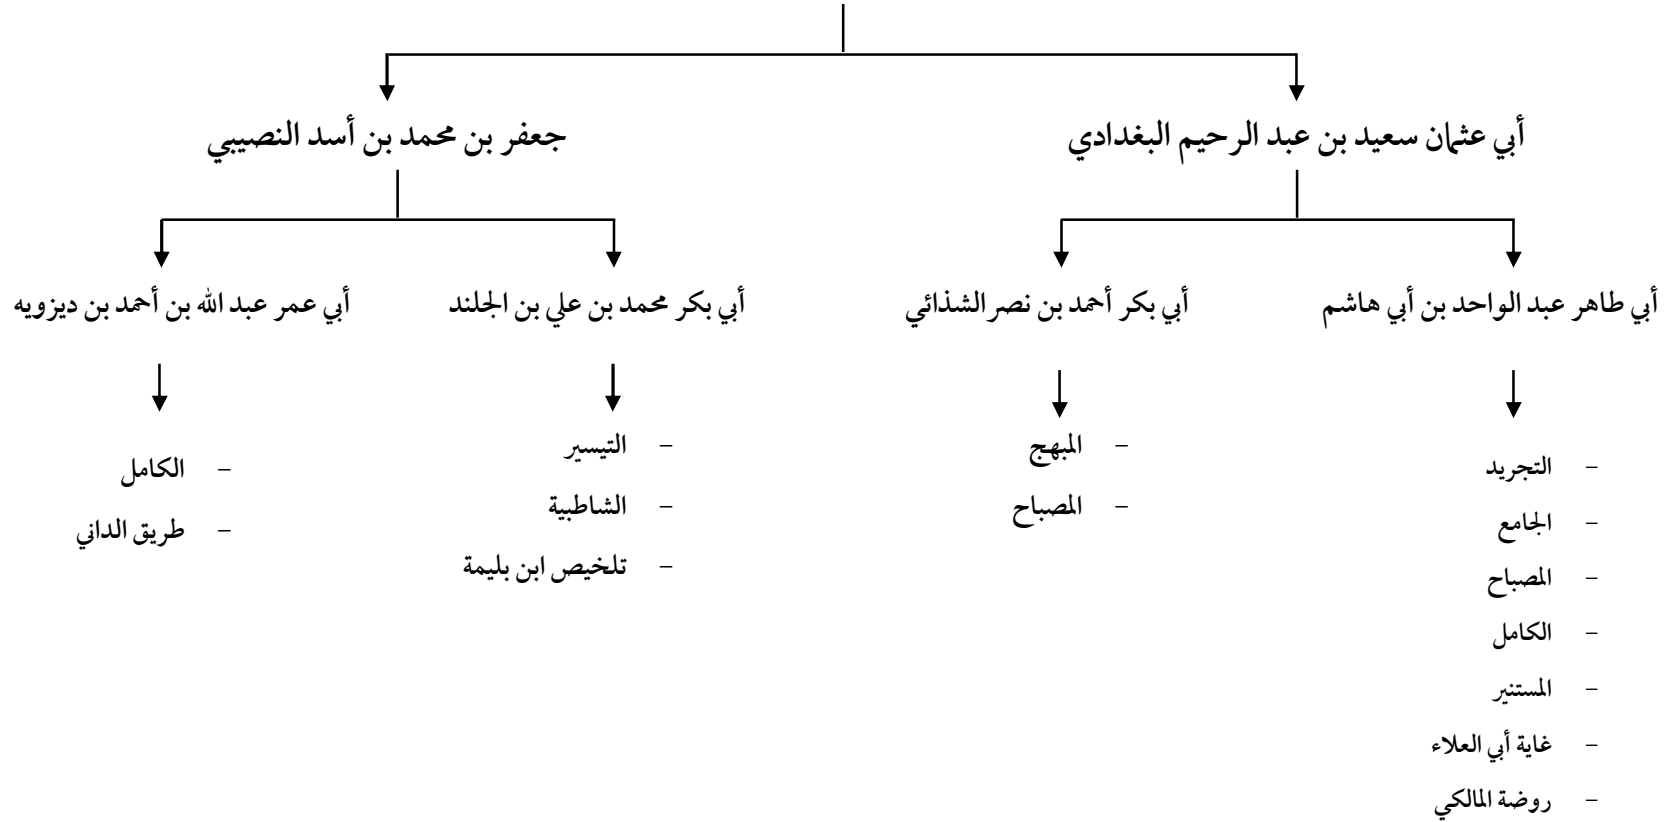 أبي عثمان سعيد بن عبد الرحيم البغدادي
جعفر بن محمد بن أسد النصيبي
أبي طاهر عبد الواحد بن أبي هاشم
أبي بكر أحمد بن نصر الشذائي
أبي بكر محمد بن علي بن الجلند
أبي عمر عبد الله بن أحمد بن ديزويه
- التجريد
- الجامع
- المصباح
- الكامل
- المستنير
- غاية أبي العلاء
- روضة المالكي
- المبهج
- المصباح
- التيسير
- الشاطبية
- تلخيص ابن بليمة
- الكامل
- طريق الداني